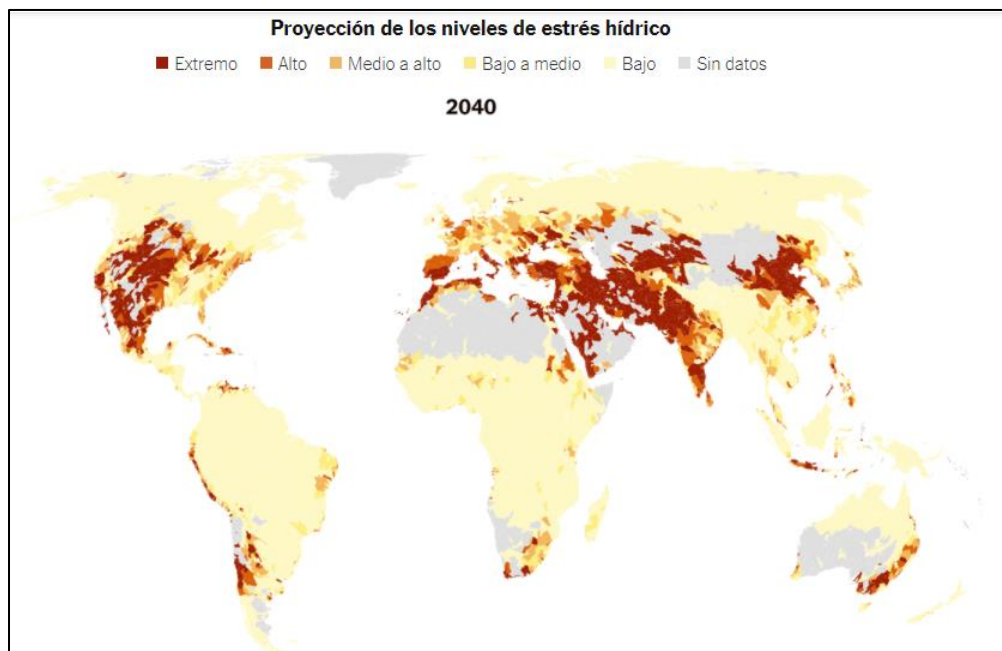 Proyección de los niveles de estrés hídrico
Extremo Alto Medio a alto Bajo a medio Bajo Sin datos
2040